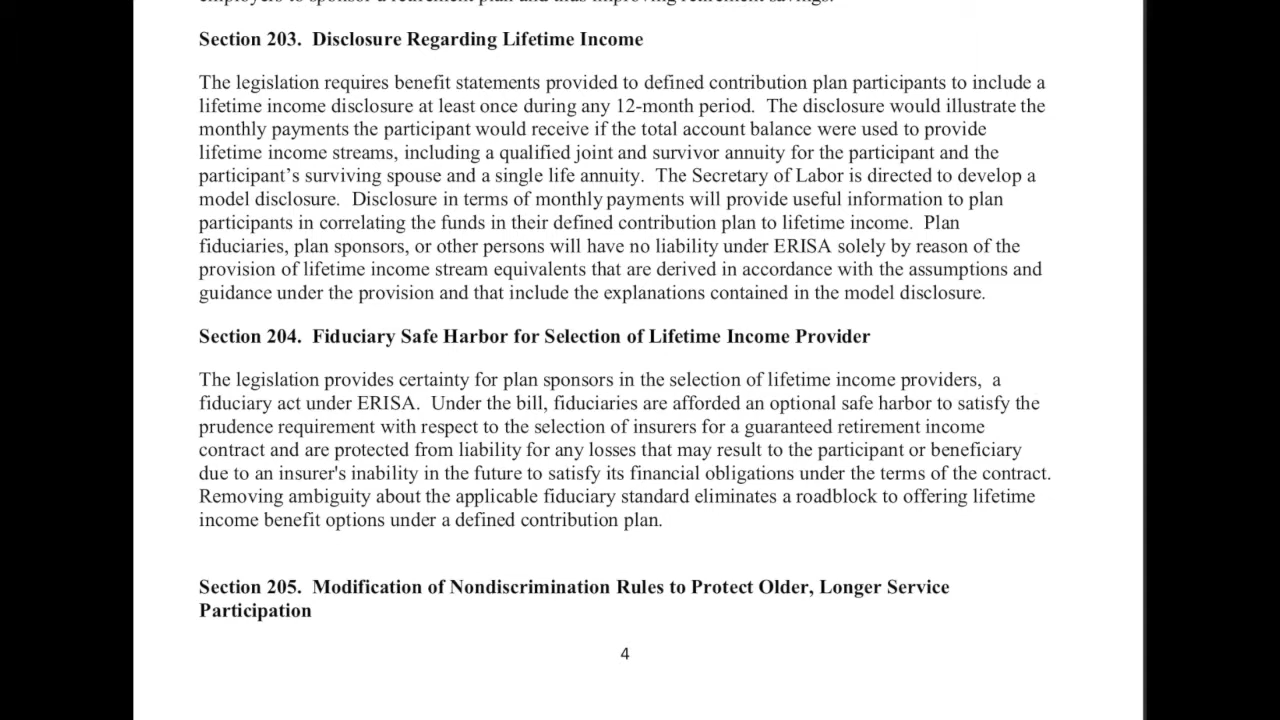 employers to sponsor a retirement plan and thus improving retirement savings.
Section 203.  Disclosure Regarding Lifetime Income
The legislation requires benefit statements provided to defined contribution plan participants to include a
lifetime income disclosure at least once during any 12-month period.  The disclosure would illustrate the
monthly payments the participant would receive if the total account balance were used to provide
lifetime income streams, including a qualified joint and survivor annuity for the participant and the
participant’s surviving spouse and a single life annuity.  The Secretary of Labor is directed to develop a
model disclosure.  Disclosure in terms of monthly payments will provide useful information to plan
participants in correlating the funds in their defined contribution plan to lifetime income.  Plan
fiduciaries, plan sponsors, or other persons will have no liability under ERISA solely by reason of the
provision of lifetime income stream equivalents that are derived in accordance with the assumptions and
guidance under the provision and that include the explanations contained in the model disclosure.
Section 204.  Fiduciary Safe Harbor for Selection of Lifetime Income Provider
The legislation provides certainty for plan sponsors in the selection of lifetime income providers,  a
fiduciary act under ERISA.  Under the bill, fiduciaries are afforded an optional safe harbor to satisfy the
prudence requirement with respect to the selection of insurers for a guaranteed retirement income
contract and are protected from liability for any losses that may result to the participant or beneficiary
due to an insurer's inability in the future to satisfy its financial obligations under the terms of the contract.
Removing ambiguity about the applicable fiduciary standard eliminates a roadblock to offering lifetime
income benefit options under a defined contribution plan.
Section 205.  Modification of Nondiscrimination Rules to Protect Older, Longer Service
Participation
4